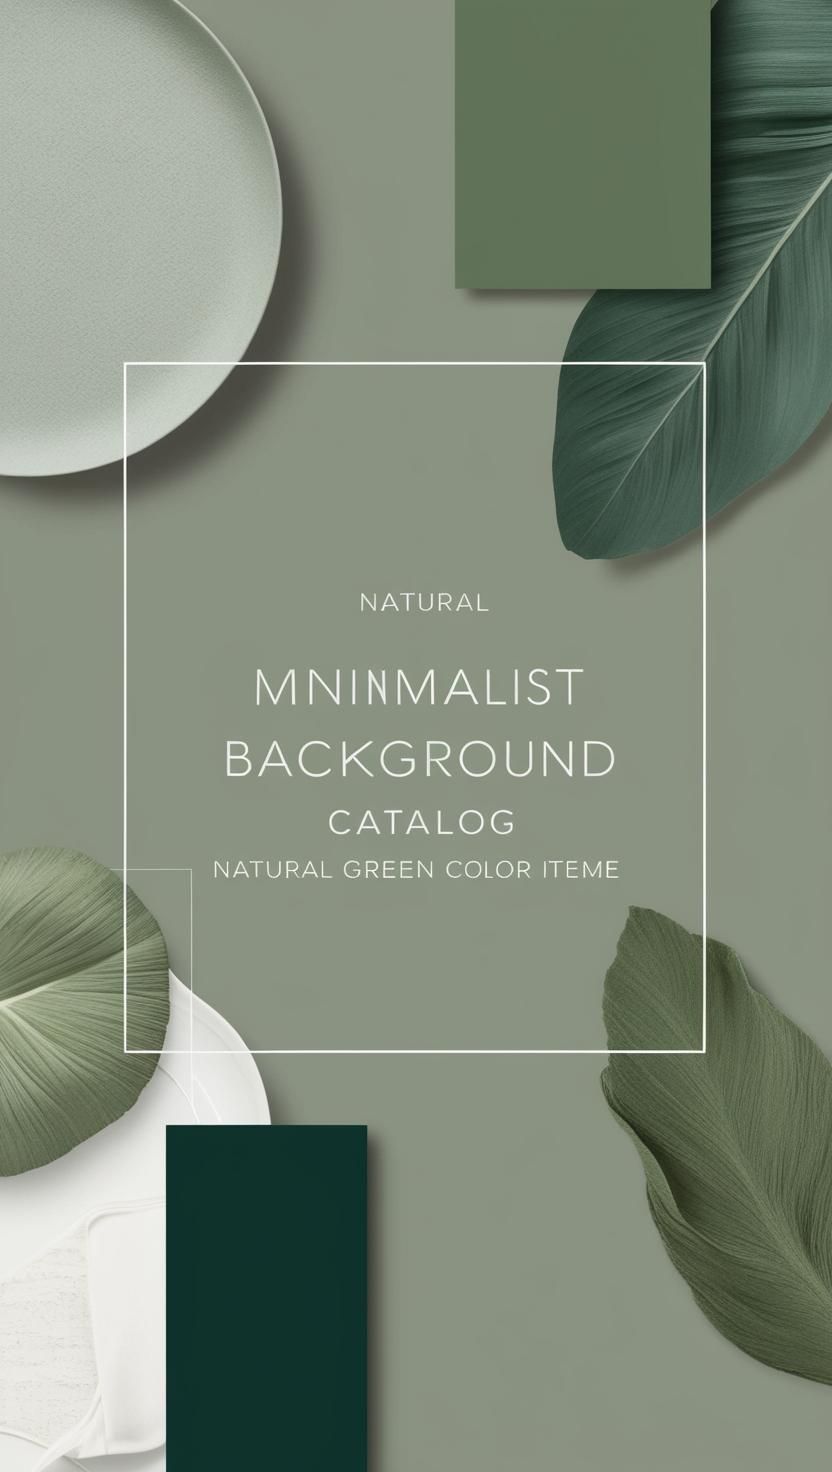 NATURAL
MNINMALIST
BACKGROUND
CATALOG
NATURAL GREEN COLOR ITEME